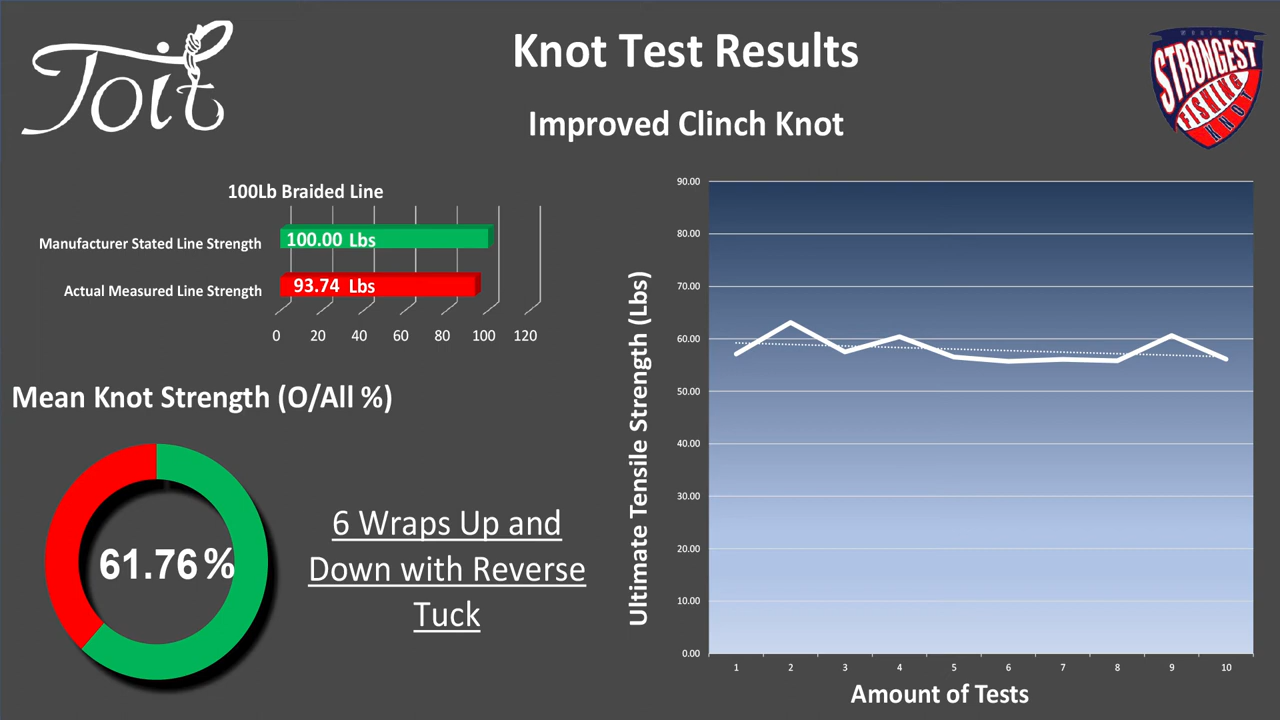 Toit
Knot Test Results
WORLD'S
STRONGEST
FISHING
KNOT
Improved Clinch Knot
100Lb Braided Line
Manufacturer Stated Line Strength
100.00 Lbs
Actual Measured Line Strength
93.74 Lbs
0 20 40 60 80 100 120
Mean Knot Strength (O/All %)
61.76 %
6 Wraps Up and
Down with Reverse
Tuck
Ultimate Tensile Strength (Lbs)
90.00
80.00
70.00
60.00
50.00
40.00
30.00
20.00
10.00
0.00
1 2 3 4 5 6 7 8 9 10
Amount of Tests